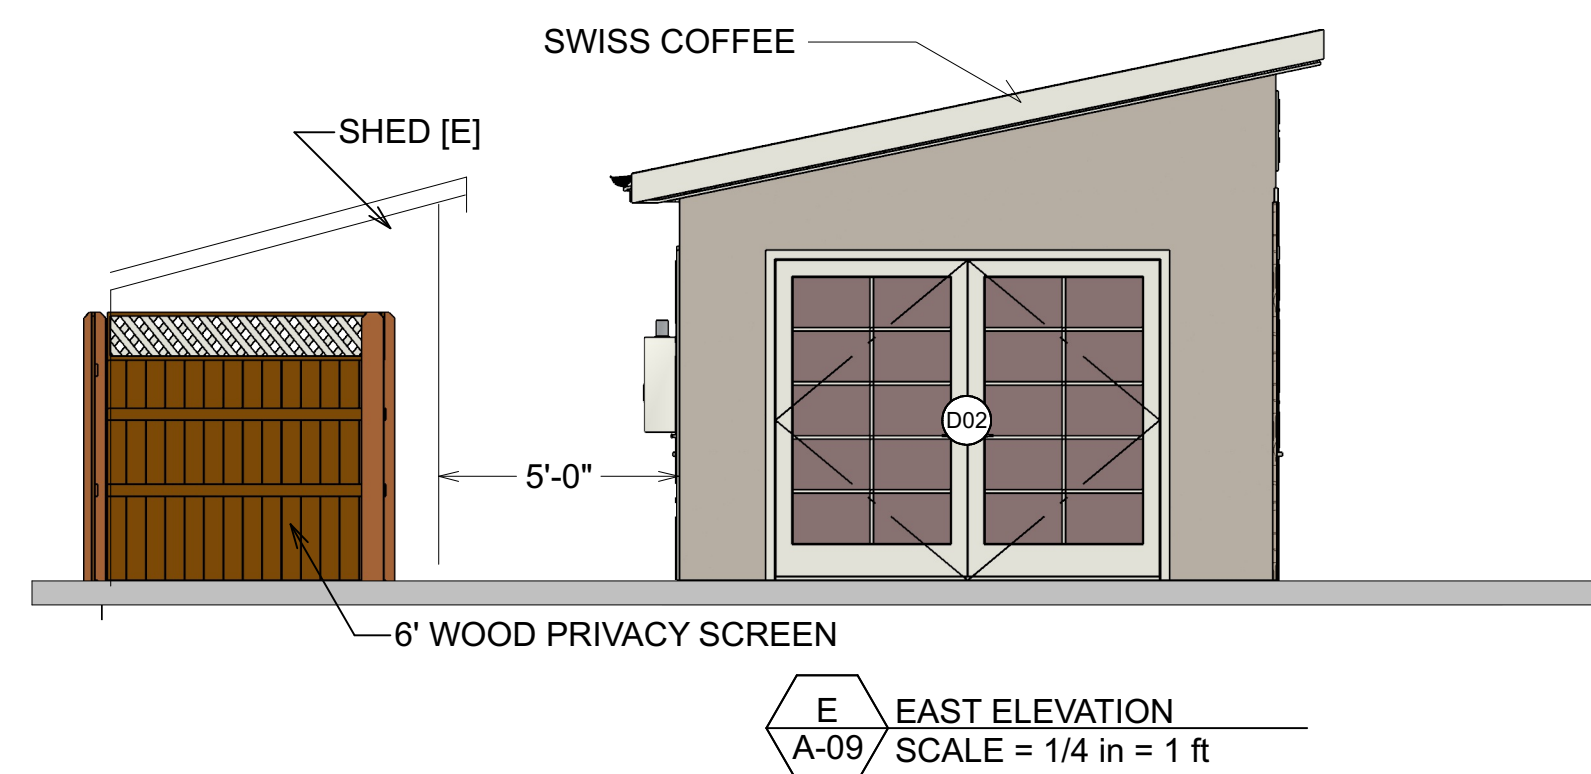 SWISS COFFEE
SHED [E]
D02
5'-0"
6' WOOD PRIVACY SCREEN
E
A-09
EAST ELEVATION
SCALE = 1/4 in = 1 ft